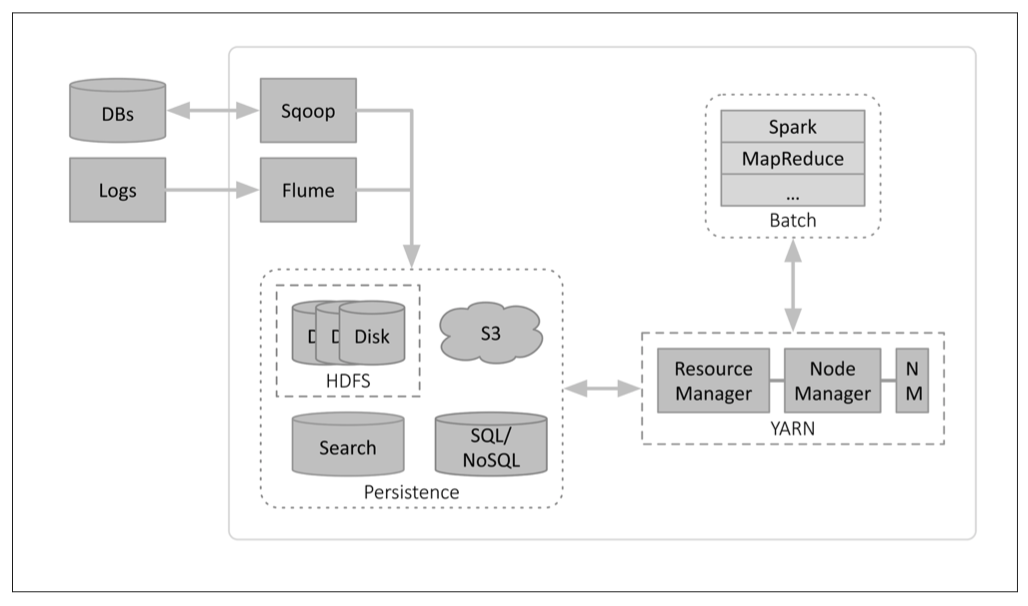 DBs
Sqoop
Logs
Flume
Spark
MapReduce
...
Batch
D
D
Disk
HDFS
S3
Search
SQL/
NoSQL
Persistence
Resource
Manager
Node
Manager
N
M
YARN